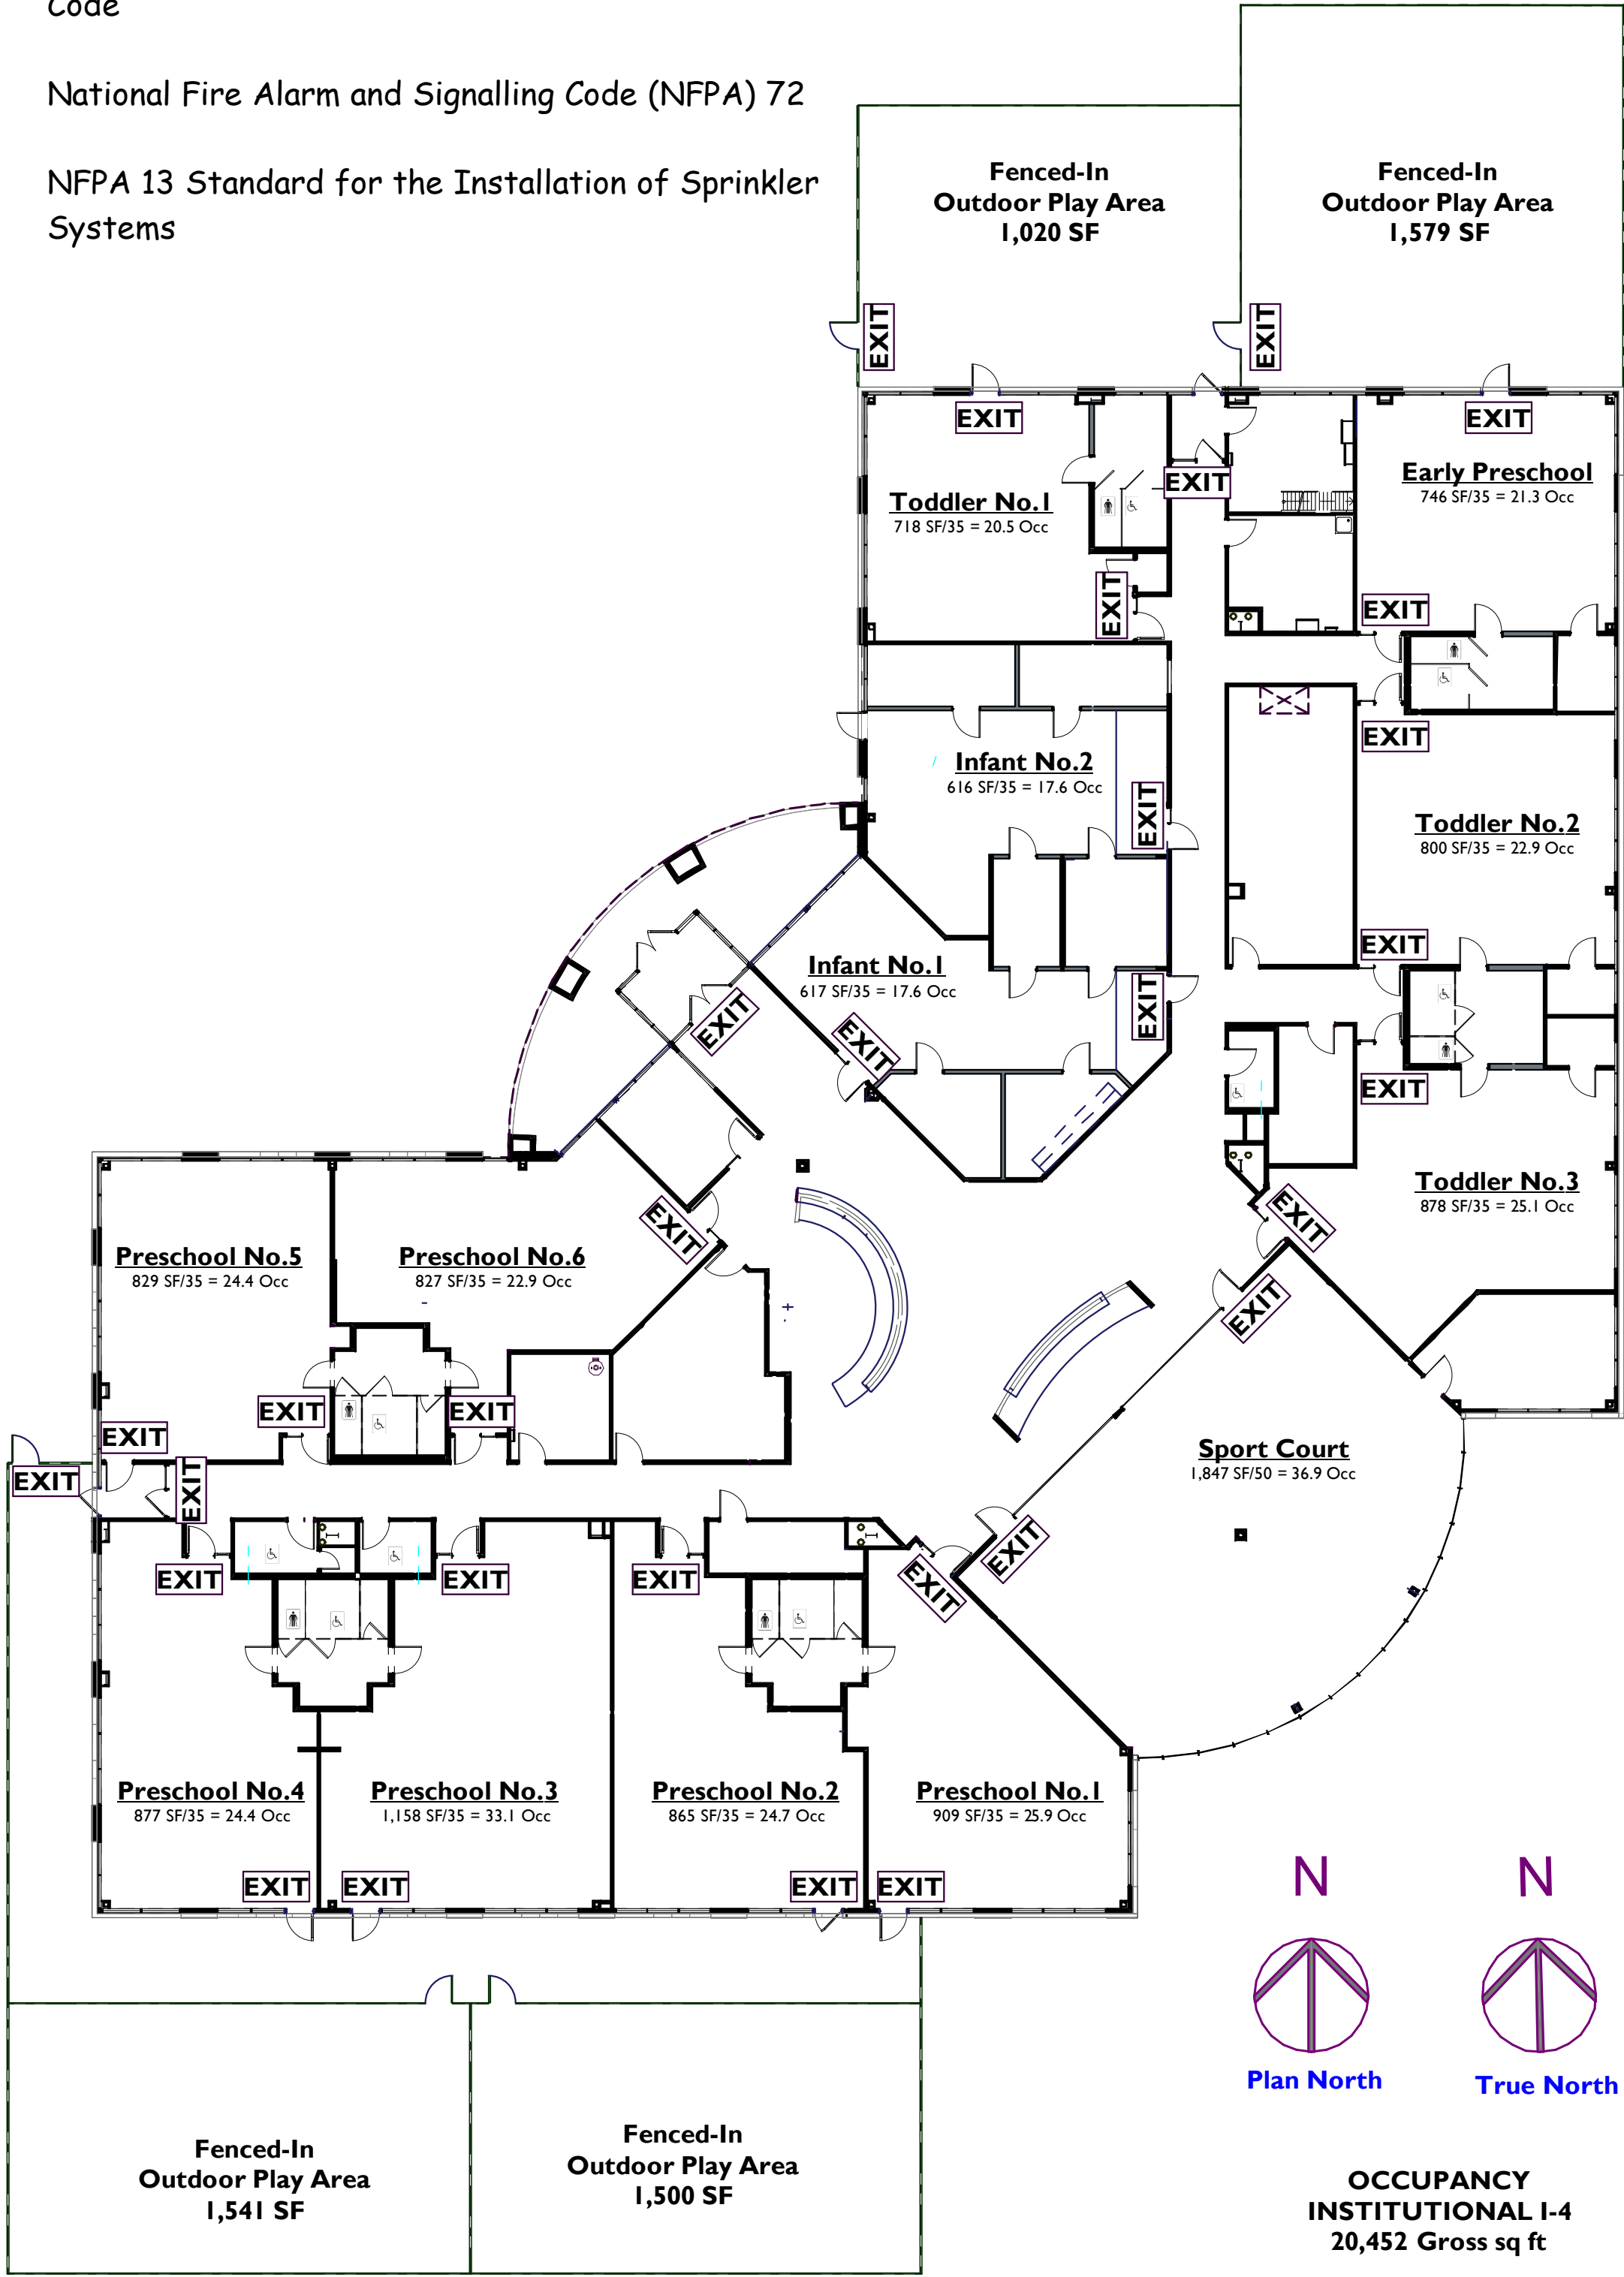 Code
National Fire Alarm and Signalling Code (NFPA) 72
NFPA 13 Standard for the Installation of Sprinkler
Systems
Fenced-In
Outdoor Play Area
1,020 SF
Fenced-In
Outdoor Play Area
1,579 SF
EXIT
EXIT
EXIT
EXIT
EXIT
Toddler No.1
718 SF/35 = 20.5 Occ
Early Preschool
746 SF/35 = 21.3 Occ
EXIT
EXIT
EXIT
Infant No.2
616 SF/35 = 17.6 Occ
EXIT
Toddler No.2
800 SF/35 = 22.9 Occ
EXIT
Infant No.1
617 SF/35 = 17.6 Occ
EXIT
EXIT
EXIT
EXIT
Toddler No.3
878 SF/35 = 25.1 Occ
EXIT
EXIT
EXIT
Preschool No.5
829 SF/35 = 24.4 Occ
Preschool No.6
827 SF/35 = 22.9 Occ
EXIT
EXIT
EXIT
EXIT
EXIT
Sport Court
1,847 SF/50 = 36.9 Occ
EXIT
EXIT
EXIT
EXIT
EXIT
Preschool No.4
877 SF/35 = 24.4 Occ
Preschool No.3
1,158 SF/35 = 33.1 Occ
Preschool No.2
865 SF/35 = 24.7 Occ
Preschool No.1
909 SF/35 = 25.9 Occ
EXIT
EXIT
EXIT
EXIT
N
N
Plan North
True North
Fenced-In
Outdoor Play Area
1,541 SF
Fenced-In
Outdoor Play Area
1,500 SF
OCCUPANCY
INSTITUTIONAL I-4
20,452 Gross sq ft